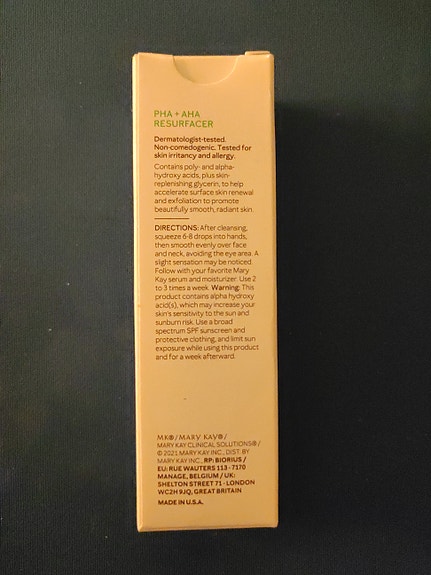 PHA + AHA
RESURFACER
Dermatologist-tested.
Non-comedogenic. Tested for
skin irritancy and allergy.
Contains poly- and alpha-
hydroxy acids, plus skin-
replenishing glycerin, to help
accelerate surface skin renewal
and exfoliation to promote
beautifully smooth, radiant skin.
DIRECTIONS: After cleansing,
squeeze 6-8 drops into hands,
then smooth evenly over face
and neck, avoiding the eye area. A
slight sensation may be noticed.
Follow with your favorite Mary
Kay serum and moisturizer. Use 2
to 3 times a week. Warning: This
product contains alpha hydroxy
acid(s), which may increase your
skin's sensitivity to the sun and
sunburn risk. Use a broad
spectrum SPF sunscreen and
protective clothing, and limit sun
exposure while using this product
and for a week afterward.
MK® / MARY KAY® /
MARY KAY CLINICAL SOLUTIONS® /
© 2021 MARY KAY INC., DIST. BY
MARY KAY INC., RP: BIORIUS /
EU: RUE WAUTERS 113 · 7170
MANAGE, BELGIUM / UK:
SHELTON STREET 71 · LONDON
WC2H 9JQ, GREAT BRITAIN
MADE IN U.S.A.